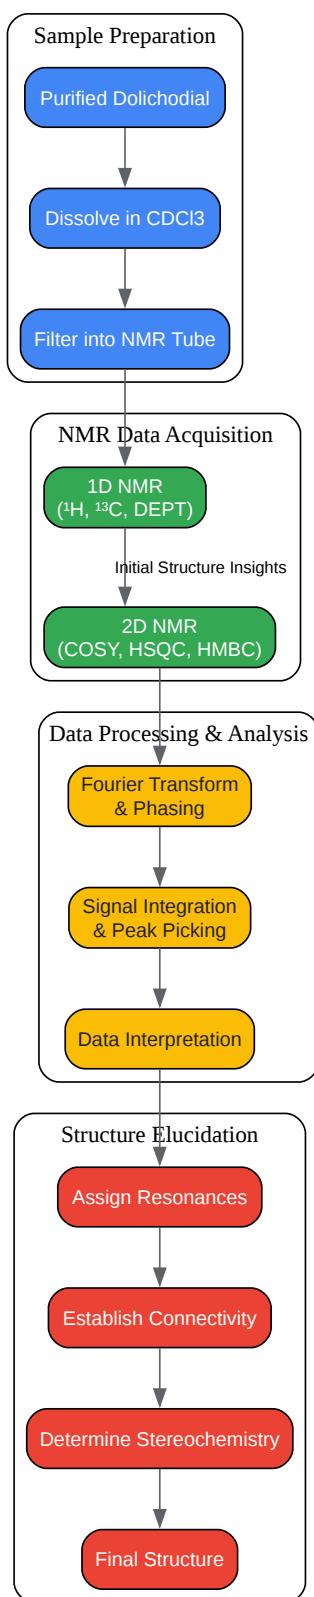 Sample Preparation
Purified Dolichodial
Dissolve in CDCl3
Filter into NMR Tube
NMR Data Acquisition
1D NMR
(¹H, ¹³C, DEPT)
Initial Structure Insights
2D NMR
(COSY, HSQC, HMBC)
Data Processing & Analysis
Fourier Transform
& Phasing
Signal Integration
& Peak Picking
Data Interpretation
Structure Elucidation
Assign Resonances
Establish Connectivity
Determine Stereochemistry
Final Structure